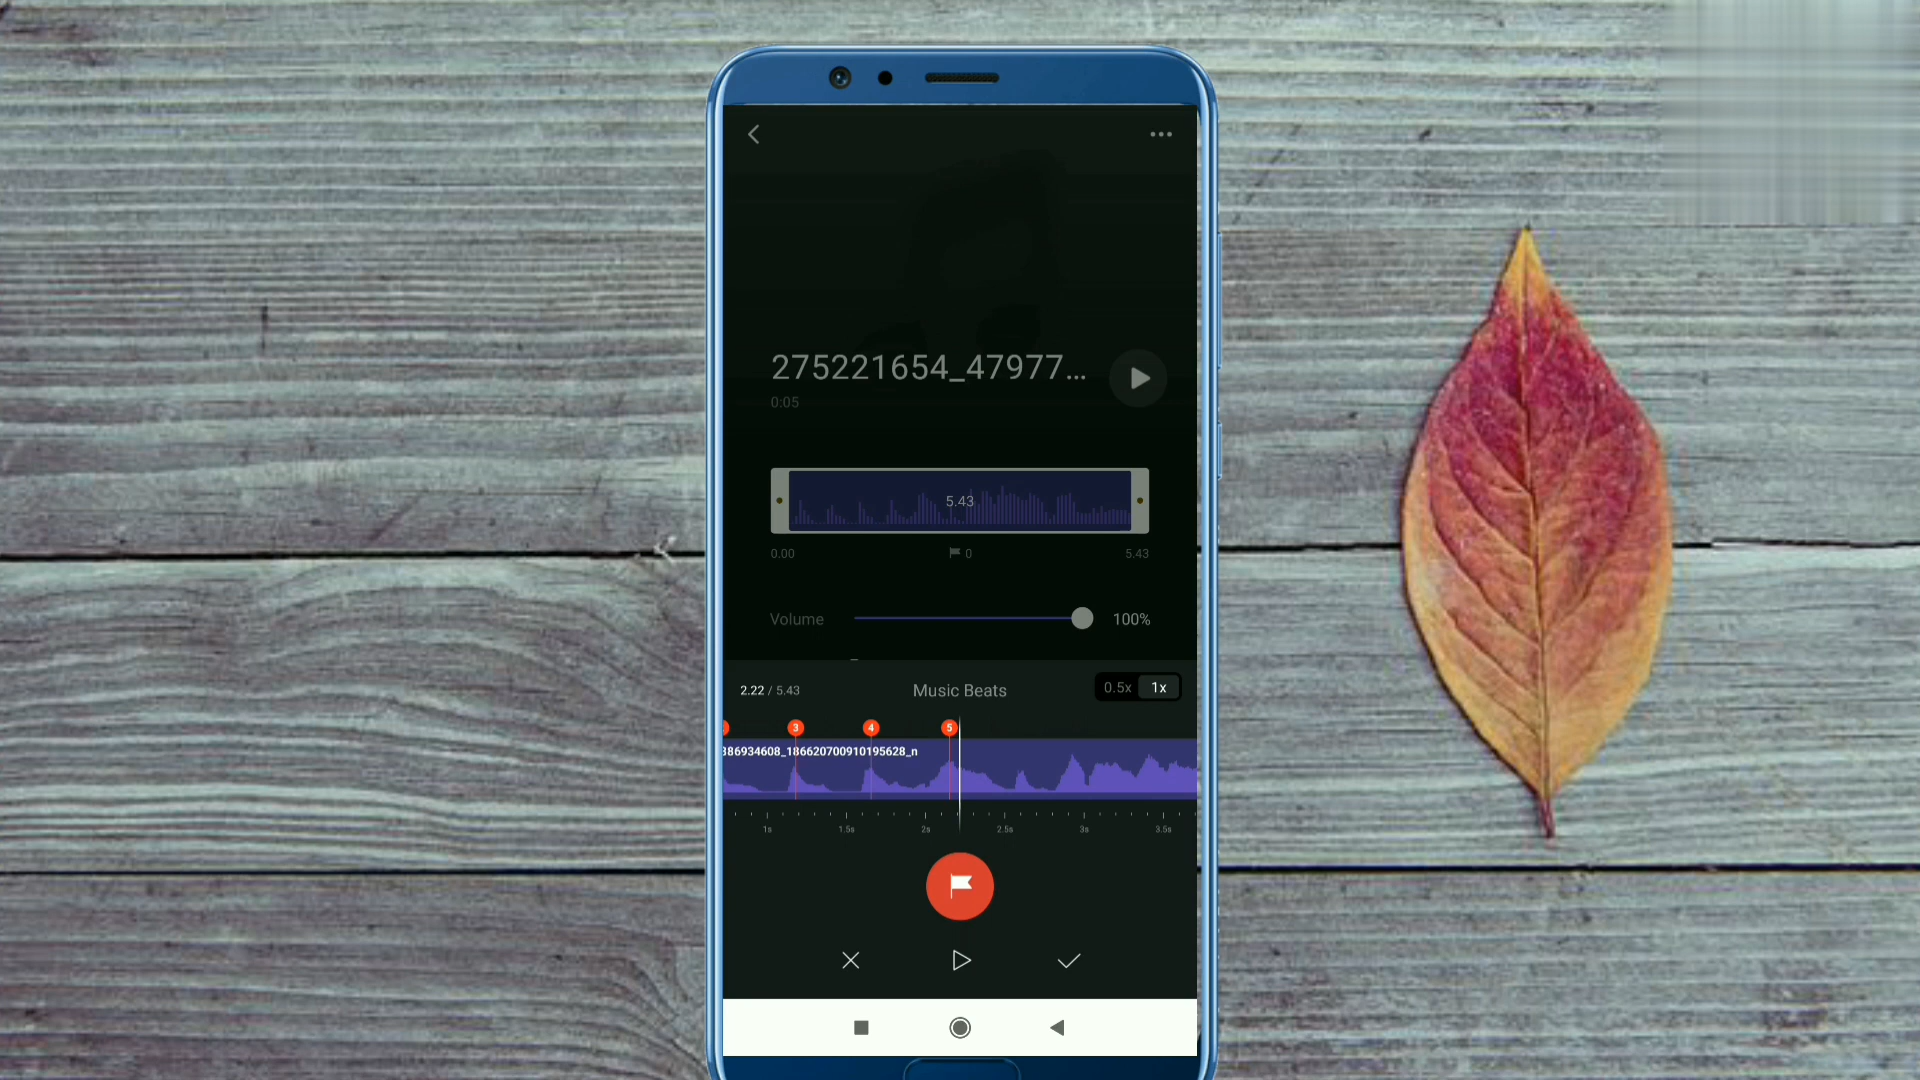 275221654_47977...
0:05
5.43
0.00 0 5.43
Volume 100%
2.22 / 5.43 Music Beats 0.5x 1x
3 4 5
386934608_186620700910195628_n
1s 1.5s 2s 2.5s 3s 3.5s